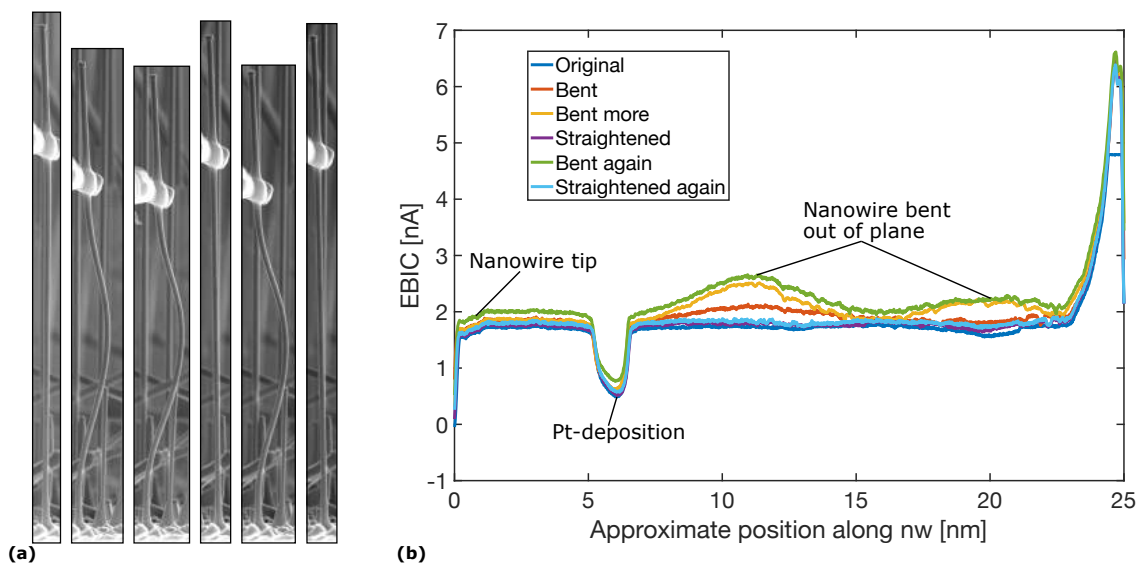 (a)
(b)
7
6
5
4
3
2
1
0
-1
EBIC [nA]
Original
Bent
Bent more
Straightened
Bent again
Straightened again
Nanowire tip
Nanowire bent
out of plane
Pt-deposition
0
5
10
15
20
25
Approximate position along nw [nm]